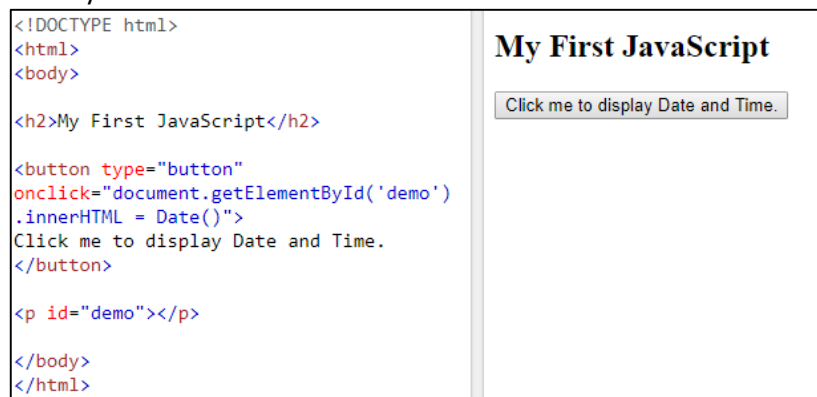 <!DOCTYPE html>
<html>
<body>
<h2>My First JavaScript</h2>
<button type="button"
onclick="document.getElementById('demo')
.innerHTML = Date()">
Click me to display Date and Time.
</button>
<p id="demo"></p>
</body>
</html>
My First JavaScript
Click me to display Date and Time.